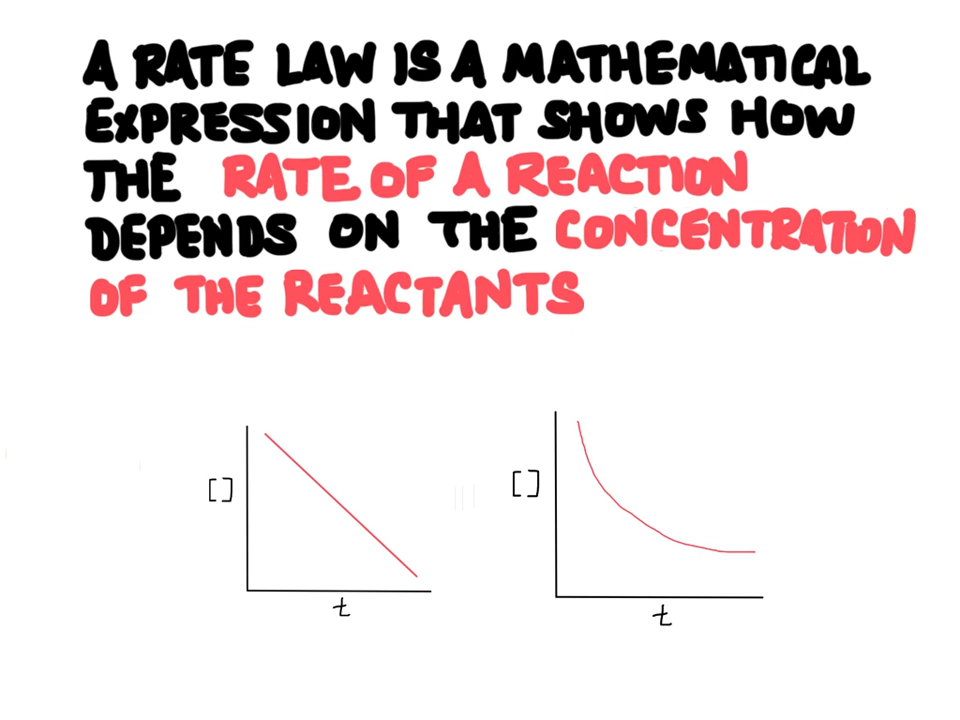 A RATE LAW IS A MATHEMATICAL
EXPRESSION THAT SHOWS HOW
THE RATE OF A REACTION
DEPENDS ON THE CONCENTRATION
OF THE REACTANTS
[]
t
[]
t